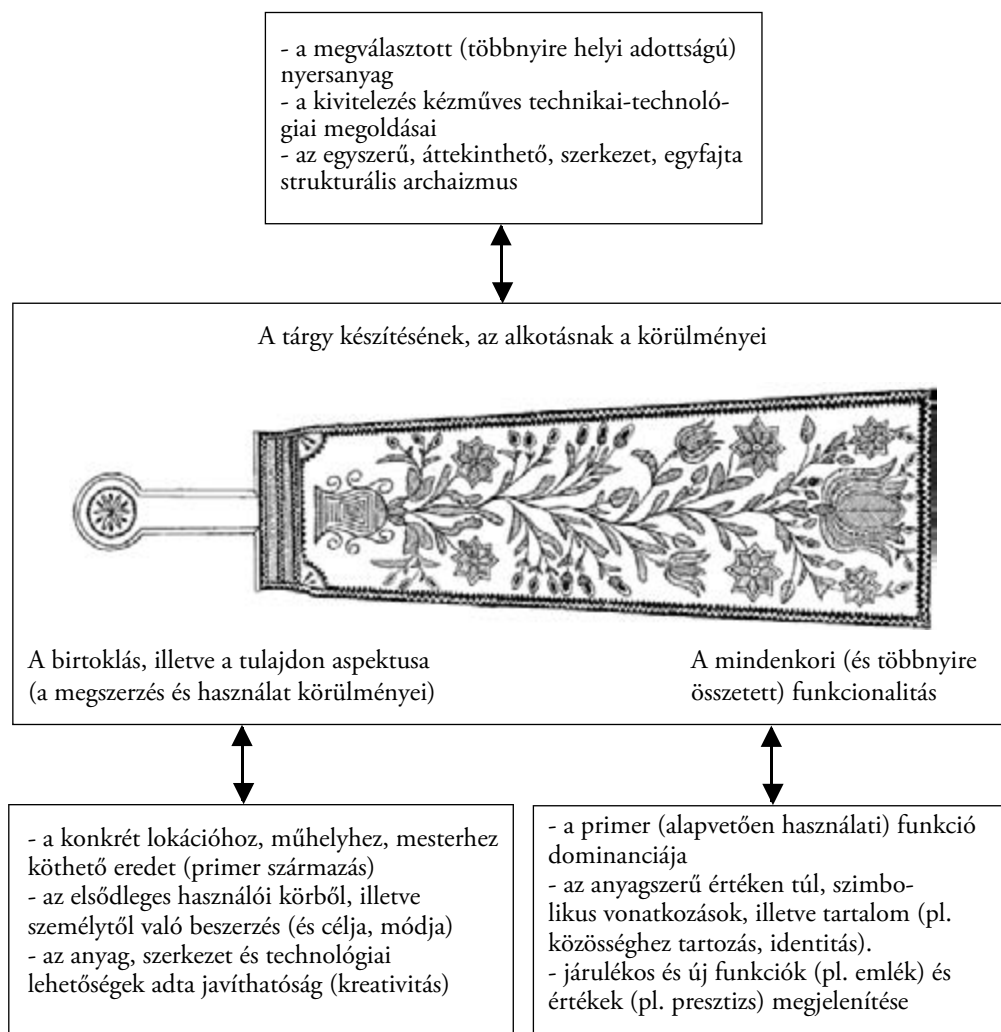 - a megválasztott (többnyire helyi adottságú)
nyersanyag
- a kivitelezés kézműves technikai-technoló-
giai megoldásai
- az egyszerű, áttekinthető, szerkezet, egyfajta
strukturális archaizmus
A tárgy készítésének, az alkotásnak a körülményei
A birtoklás, illetve a tulajdon aspektusa
(a megszerzés és használat körülményei)
A mindenkori (és többnyire
összetett) funkcionalitás
- a konkrét lokációhoz, műhelyhez, mesterhez
köthető eredet (primer származás)
- az elsődleges használói körből, illetve
személytől való beszerzés (és célja, módja)
- az anyag, szerkezet és technológiai
lehetőségek adta javíthatóság (kreativitás)
- a primer (alapvetően használati) funkció
dominanciája
- az anyagszerű értéken túl, szimbo-
likus vonatkozások, illetve tartalom (pl.
közösséghez tartozás, identitás).
- járulékos és új funkciók (pl. emlék) és
értékek (pl. presztizs) megjelenítése